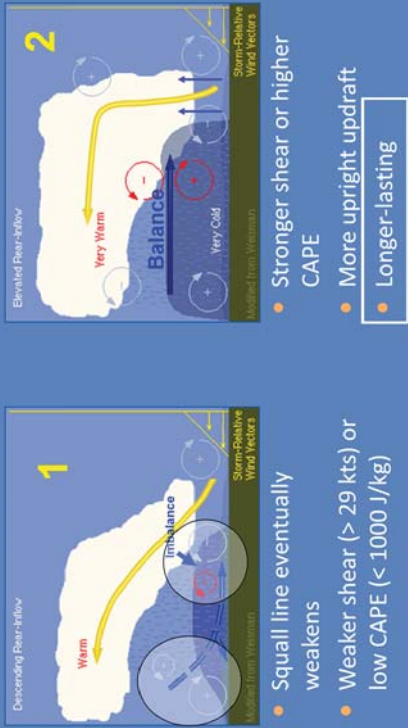 Descending Rear-Inflow
1
Warm
Imbalance
Storm-Relative
Wind Vectors
Modified from Weisman
• Squall line eventually
weakens
• Weaker shear (> 29 kts) or
low CAPE (< 1000 J/kg)
Elevated Rear-Inflow
2
Very Warm
Balance
Very Cold
Storm-Relative
Wind Vectors
Modified from Weisman
• Stronger shear or higher
CAPE
• More upright updraft
• Longer-lasting